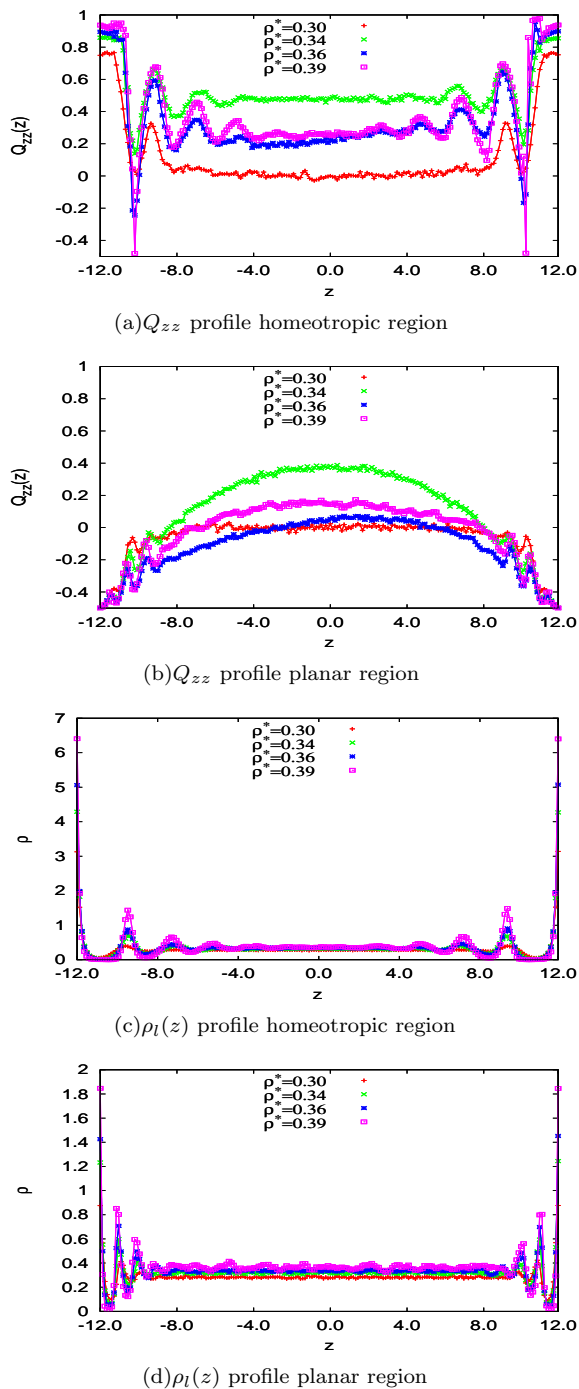 ρ*=0.30
ρ*=0.34
ρ*=0.36
ρ*=0.39
1
0.8
0.6
0.4
0.2
0
-0.2
-0.4
Qzz(z)
-12.0 -8.0 -4.0 0.0 4.0 8.0 12.0
z
(a)Qzz profile homeotropic region
ρ*=0.30
ρ*=0.34
ρ*=0.36
ρ*=0.39
1
0.8
0.6
0.4
0.2
0
-0.2
-0.4
Qzz(z)
-12.0 -8.0 -4.0 0.0 4.0 8.0 12.0
z
(b)Qzz profile planar region
ρ*=0.30
ρ*=0.34
ρ*=0.36
ρ*=0.39
7
6
5
4
3
2
1
0
ρ
-12.0 -8.0 -4.0 0.0 4.0 8.0 12.0
z
(c)ρl(z) profile homeotropic region
ρ*=0.30
ρ*=0.34
ρ*=0.36
ρ*=0.39
2
1.8
1.6
1.4
1.2
1
0.8
0.6
0.4
0.2
0
ρ
-12.0 -8.0 -4.0 0.0 4.0 8.0 12.0
z
(d)ρl(z) profile planar region